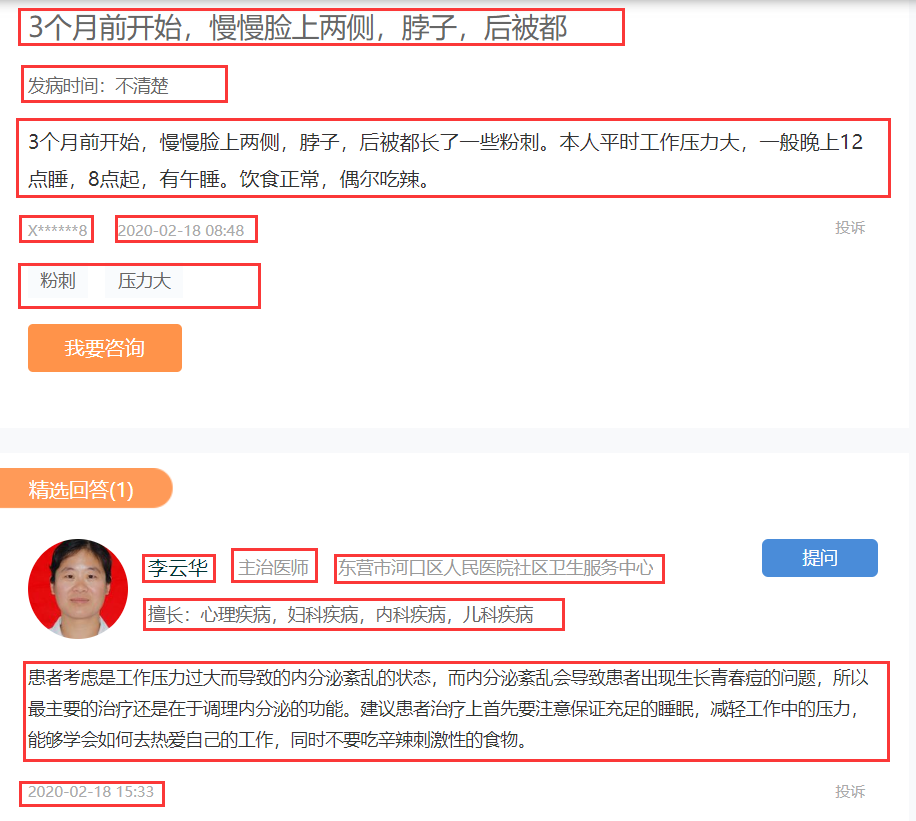 3个月前开始，慢慢脸上两侧，脖子，后被都
发病时间：不清楚
3个月前开始，慢慢脸上两侧，脖子，后被都长了一些粉刺。本人平时工作压力大，一般晚上12
点睡，8点起，有午睡。饮食正常，偶尔吃辣。
X******8 2020-02-18 08:48 投诉
粉刺 压力大
我要咨询
精选回答(1)
李云华 主治医师 东营市河口区人民医院社区卫生服务中心 提问
擅长：心理疾病，妇科疾病，内科疾病，儿科疾病
患者考虑是工作压力过大而导致的内分泌紊乱的状态，而内分泌紊乱会导致患者出现生长青春痘的问题，所以
最主要的治疗还是在于调理内分泌的功能。建议患者治疗上首先要注意保证充足的睡眠，减轻工作中的压力，
能够学会如何去热爱自己的工作，同时不要吃辛辣刺激性的食物。
2020-02-18 15:33 投诉